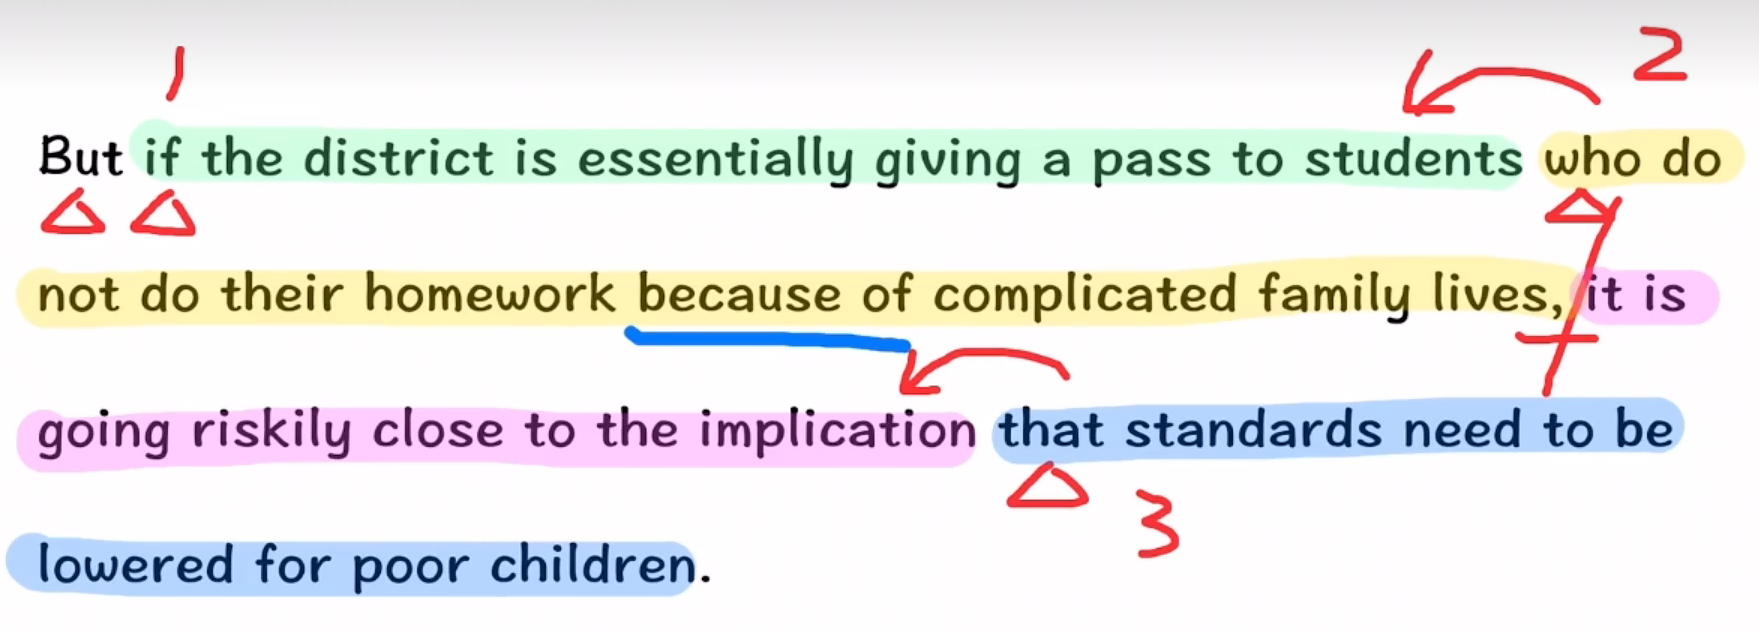 1
2
But if the district is essentially giving a pass to students who do
not do their homework because of complicated family lives, it is
going riskily close to the implication that standards need to be
3
lowered for poor children.